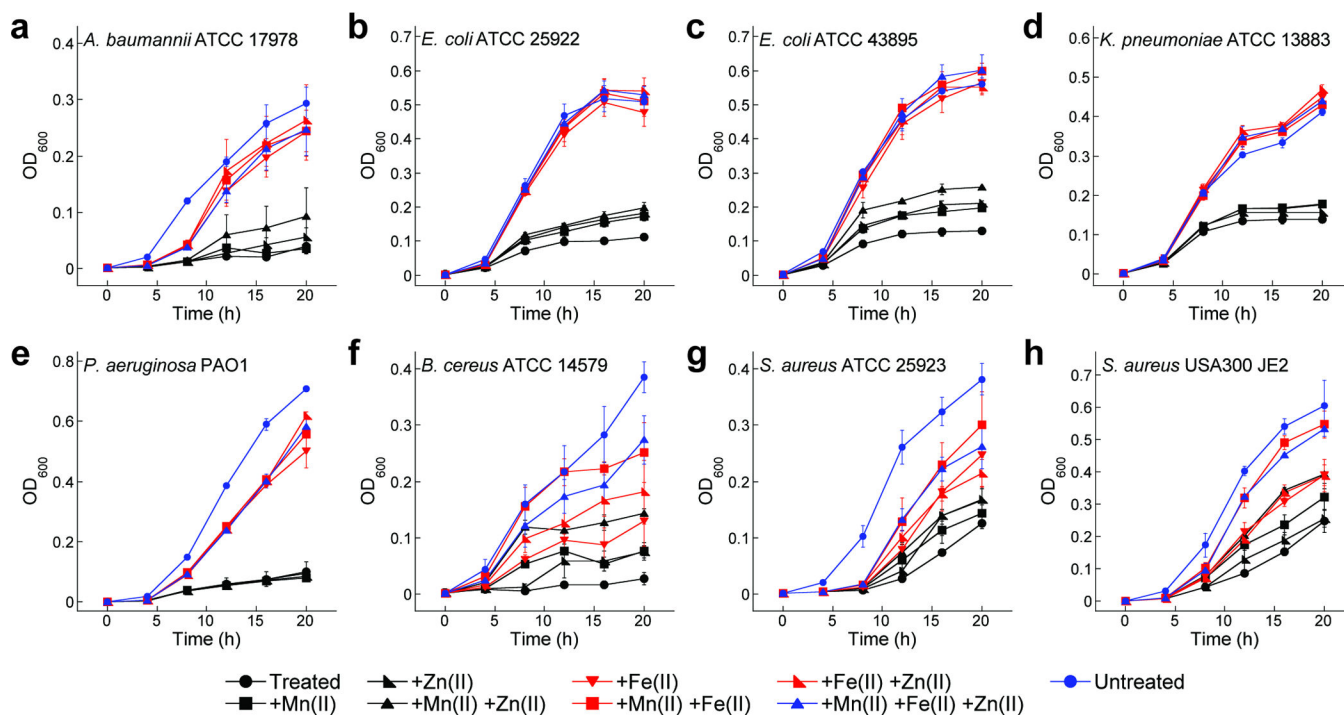 a
A. baumannii ATCC 17978
0.4
0.3
0.2
0.1
0
OD600
0 5 10 15 20
Time (h)
b
E. coli ATCC 25922
0.6
0.5
0.4
0.3
0.2
0.1
0
OD600
0 5 10 15 20
Time (h)
c
E. coli ATCC 43895
0.7
0.6
0.5
0.4
0.3
0.2
0.1
0
OD600
0 5 10 15 20
Time (h)
d
K. pneumoniae ATCC 13883
0.6
0.5
0.4
0.3
0.2
0.1
0
OD600
0 5 10 15 20
Time (h)
e
P. aeruginosa PAO1
0.8
0.6
0.4
0.2
0
OD600
0 5 10 15 20
Time (h)
f
B. cereus ATCC 14579
0.4
0.3
0.2
0.1
0
OD600
0 5 10 15 20
Time (h)
g
S. aureus ATCC 25923
0.4
0.3
0.2
0.1
0
OD600
0 5 10 15 20
Time (h)
h
S. aureus USA300 JE2
0.7
0.6
0.5
0.4
0.3
0.2
0.1
0
OD600
0 5 10 15 20
Time (h)
Treated +Zn(II) +Fe(II) +Fe(II) +Zn(II) Untreated
+Mn(II) +Mn(II) +Zn(II) +Mn(II) +Fe(II) +Mn(II) +Fe(II) +Zn(II)